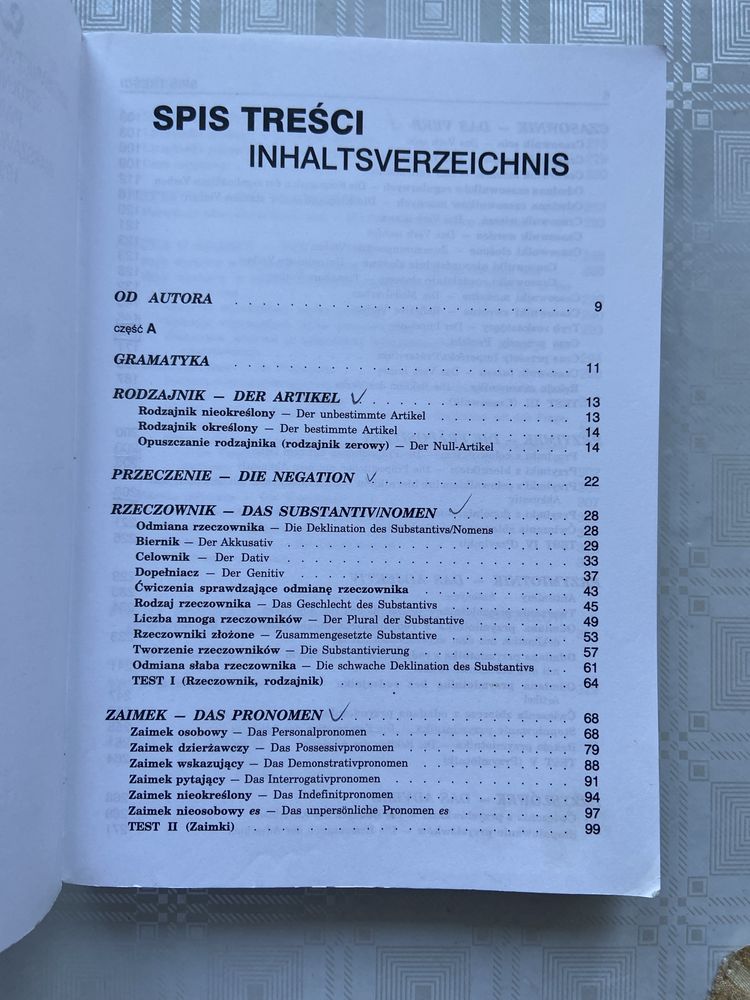 SPIS TREŚCI
INHALTSVERZEICHNIS
OD AUTORA . . . . . . . . . . . . . . . . . . . . . . . . . 9
część A
GRAMATYKA . . . . . . . . . . . . . . . . . . . . . . . . . 11
RODZAJNIK — DER ARTIKEL . . . . . . . . . . . . . . . . . 13
Rodzajnik nieokreślony — Der unbestimmte Artikel . . . . . . . . . . 13
Rodzajnik określony — Der bestimmte Artikel . . . . . . . . . . . . 14
Opuszczanie rodzajnika (rodzajnik zerowy) — Der Null-Artikel . . . . . . 14
PRZECZENIE — DIE NEGATION . . . . . . . . . . . . . . . . 22
RZECZOWNIK — DAS SUBSTANTIV/NOMEN . . . . . . . . . . . 28
Odmiana rzeczownika — Die Deklination des Substantivs/Nomens . . . . . . 28
Biernik — Der Akkusativ . . . . . . . . . . . . . . . . . . . 29
Celownik — Der Dativ . . . . . . . . . . . . . . . . . . . . 33
Dopełniacz — Der Genitiv . . . . . . . . . . . . . . . . . . . 37
Ćwiczenia sprawdzające odmianę rzeczownika . . . . . . . . . . . 43
Rodzaj rzeczownika — Das Geschlecht des Substantivs . . . . . . . . . 45
Liczba mnoga rzeczowników — Der Plural der Substantive . . . . . . . 49
Rzeczowniki złożone — Zusammengesetzte Substantive . . . . . . . . . 53
Tworzenie rzeczowników — Die Substantivierung . . . . . . . . . . . 57
Odmiana słaba rzeczownika — Die schwache Deklination des Substantivs . . . 61
TEST I (Rzeczownik, rodzajnik) . . . . . . . . . . . . . . . . . 64
ZAIMEK — DAS PRONOMEN . . . . . . . . . . . . . . . . . 68
Zaimek osobowy — Das Personalpronomen . . . . . . . . . . . . . 68
Zaimek dzierżawczy — Das Possessivpronomen . . . . . . . . . . . . 79
Zaimek wskazujący — Das Demonstrativpronomen . . . . . . . . . . . 88
Zaimek pytający — Das Interrogativpronomen . . . . . . . . . . . . 91
Zaimek nieokreślony — Das Indefinitpronomen . . . . . . . . . . . . 94
Zaimek nieosobowy es — Das unpersönliche Pronomen es . . . . . . . . 97
TEST II (Zaimki) . . . . . . . . . . . . . . . . . . . . . . 99